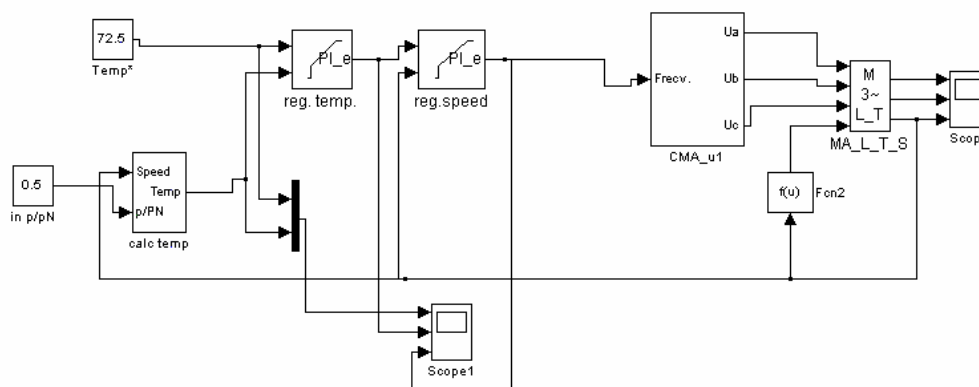 72.5
Temp*
PI_e
reg. temp.
PI_e
reg.speed
Frecv.
Ua
Ub
Uc
CMA_u1
M
3~
L_T
MA_L_T_S
Scop
0.5
in p/pN
Speed
Temp
p/PN
calc temp
f(u)
Fcn2
Scope1